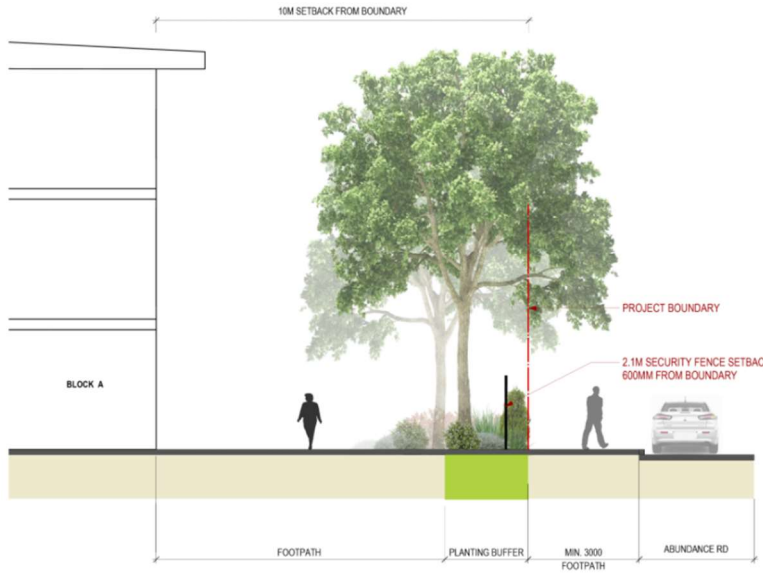 10M SETBACK FROM BOUNDARY
PROJECT BOUNDARY
2.1M SECURITY FENCE SETBAC
600MM FROM BOUNDARY
BLOCK A
FOOTPATH
PLANTING BUFFER
MIN. 3000
FOOTPATH
ABUNDANCE RD